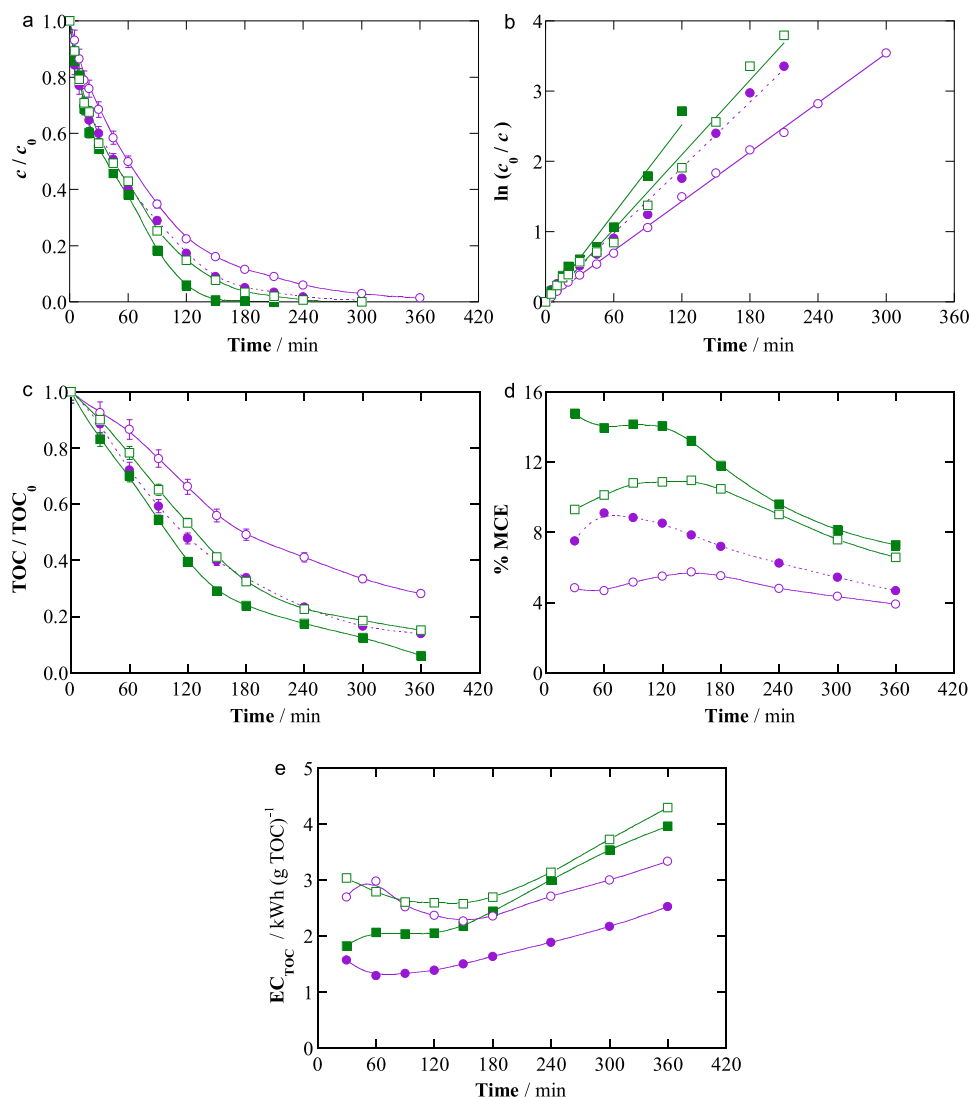 a
1.0
0.8
0.6
0.4
0.2
0.0
c / c0
0 60 120 180 240 300 360 420
Time / min
b
4
3
2
1
0
ln (c0 / c)
0 60 120 180 240 300 360
Time / min
c
1.0
0.8
0.6
0.4
0.2
0.0
TOC / TOC0
0 60 120 180 240 300 360 420
Time / min
d
16
12
8
4
0
% MCE
0 60 120 180 240 300 360 420
Time / min
e
5
4
3
2
1
0
ECTOC / kWh (g TOC)-1
0 60 120 180 240 300 360 420
Time / min